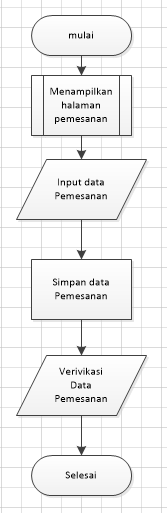 mulai
Menampilkan
halaman
pemesanan
Input data
Pemesanan
Simpan data
Pemesanan
Verivikasi
Data
Pemesanan
Selesai